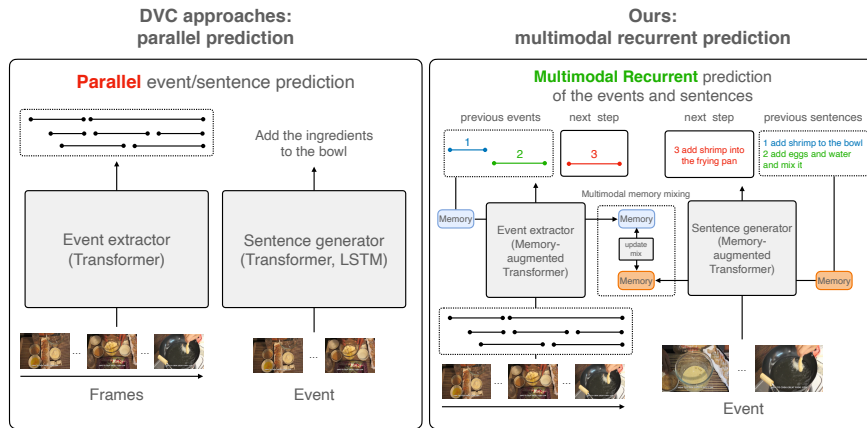 DVC approaches:
parallel prediction
Parallel event/sentence prediction
Add the ingredients
to the bowl
Event extractor
(Transformer)
Sentence generator
(Transformer, LSTM)
...
...
...
Frames
Event
Ours:
multimodal recurrent prediction
Multimodal Recurrent prediction
of the events and sentences
previous events
next step
next step
previous sentences
1
2
3
3 add shrimp into
the frying pan
1 add shrimp to the bowl
2 add eggs and water
and mix it
Multimodal memory mixing
Memory
Event extractor
(Memory-
augmented
Transformer)
Memory
update
mix
Memory
Sentence generator
(Memory-
augmented
Transformer)
Memory
...
...
...
Event